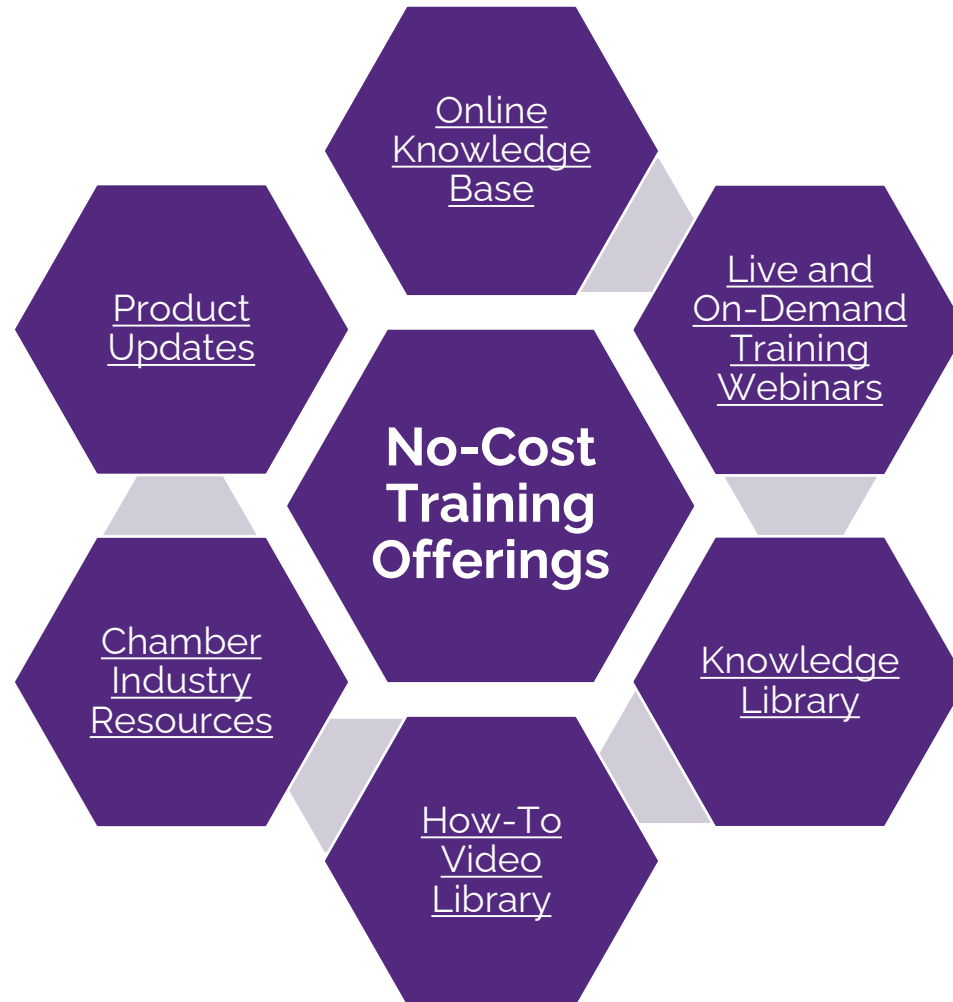 Online
Knowledge
Base
Live and
On-Demand
Training
Webinars
Product
Updates
No-Cost
Training
Offerings
Chamber
Industry
Resources
Knowledge
Library
How-To
Video
Library